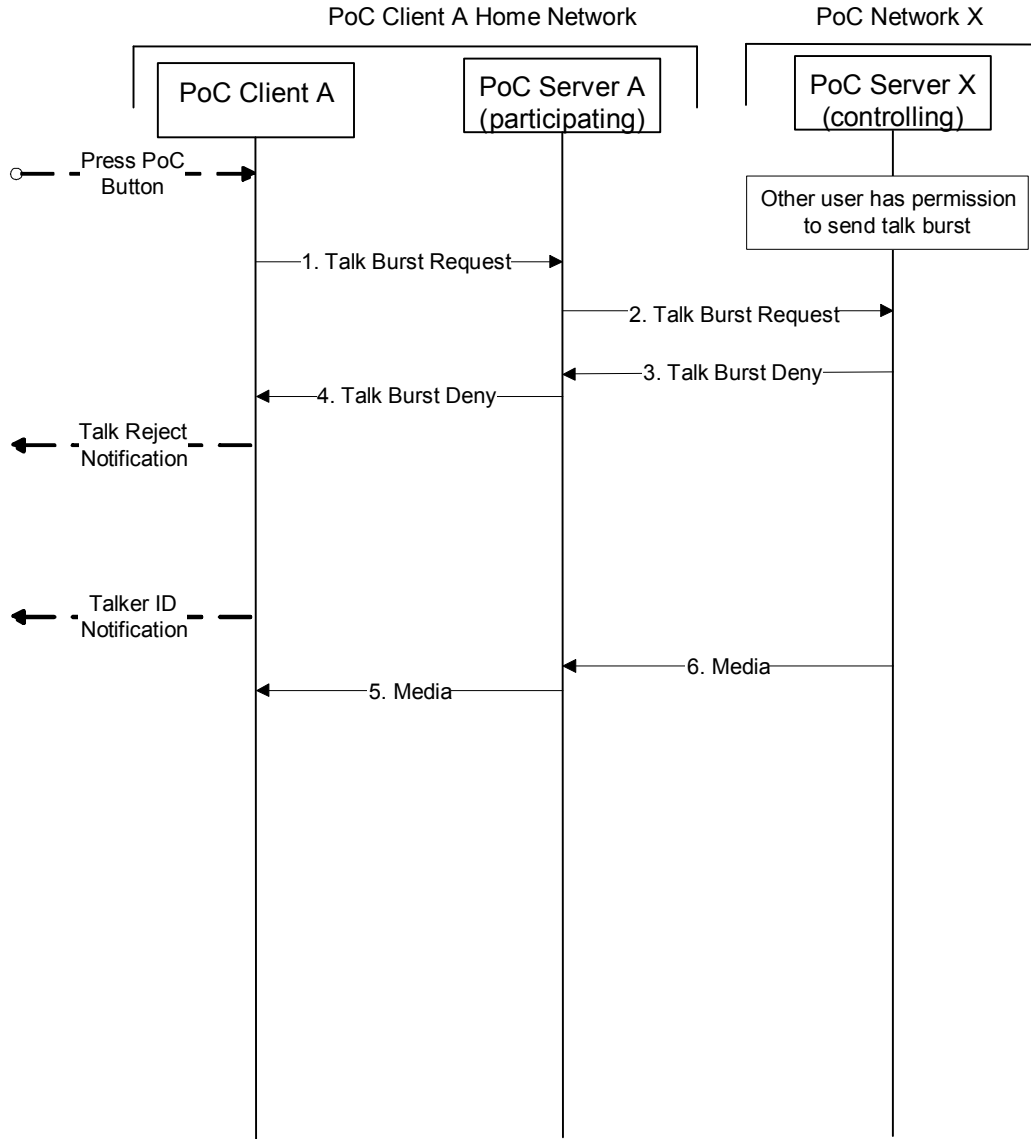 PoC Client A Home Network
PoC Network X
PoC Client A
PoC Server A
(participating)
PoC Server X
(controlling)
Press PoC
Button
Other user has permission
to send talk burst
1. Talk Burst Request
2. Talk Burst Request
3. Talk Burst Deny
4. Talk Burst Deny
Talk Reject
Notification
Talker ID
Notification
6. Media
5. Media